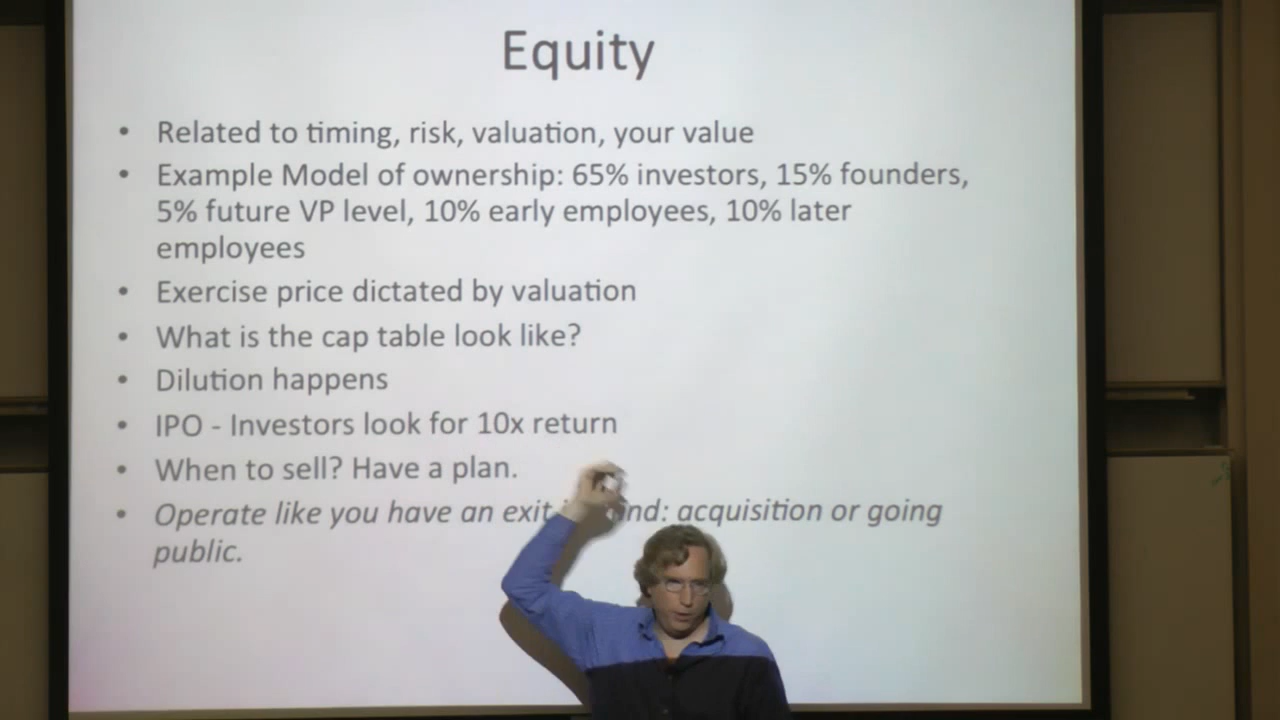 Equity
• Related to timing, risk, valuation, your value
• Example Model of ownership: 65% investors, 15% founders,
5% future VP level, 10% early employees, 10% later
employees
• Exercise price dictated by valuation
• What is the cap table look like?
• Dilution happens
• IPO - Investors look for 10x return
• When to sell? Have a plan.
• Operate like you have an exit nd: acquisition or going
public.